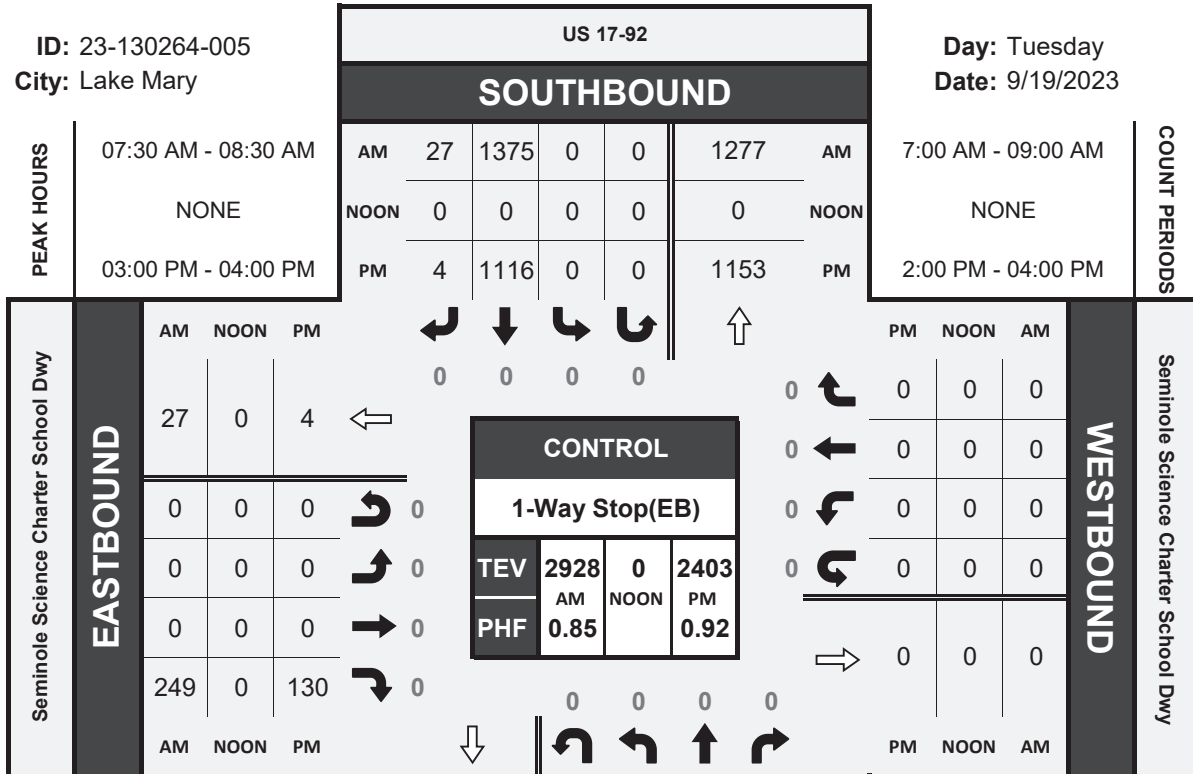 ID: 23-130264-005
City: Lake Mary
US 17-92
SOUTHBOUND
Day: Tuesday
Date: 9/19/2023
PEAK HOURS
07:30 AM - 08:30 AM
NONE
03:00 PM - 04:00 PM
AM 27 1375 0 0 1277 AM
NOON 0 0 0 0 0 NOON
PM 4 1116 0 0 1153 PM
7:00 AM - 09:00 AM
NONE
2:00 PM - 04:00 PM
COUNT PERIODS
Seminole Science Charter School Dwy
EASTBOUND
AM NOON PM
27 0 4
0 0 0 0
0 0 0 0
0 0 0 0
249 0 130 0
AM NOON PM
0 0 0 0
CONTROL
1-Way Stop(EB)
TEV 2928 0 2403
AM NOON PM
PHF 0.85 0.92
0 0 0 0
PM NOON AM
0 0 0 0
0 0 0 0
0 0 0 0
0 0 0 0
0 0 0
PM NOON AM
WESTBOUND
Seminole Science Charter School Dwy